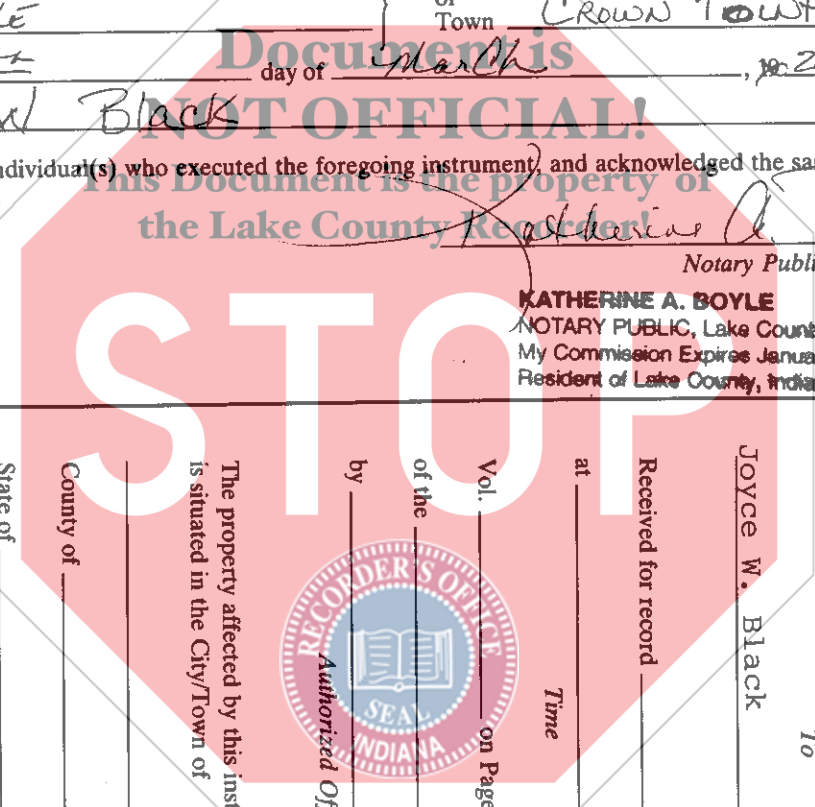 or
Town CROWN
day of March, 192
Black
Document is
NOT OFFICIAL!
individual(s) who executed the foregoing instrument, and acknowledged the sa
This Document is the property of
the Lake County Recorder!
Katherine A.
Notary Publi
KATHERINE A. BOYLE
NOTARY PUBLIC, Lake Count
My Commission Expires Janua
Resident of Lake County, India
STOP
To
Joyce W. Black
Received for record
Time
at
Vol. on Page
of the
by
Authorized Of
The property affected by this inst
is situated in the City/Town of
County of
State of
RECORDER'S OFFICE
SEAL
INDIANA